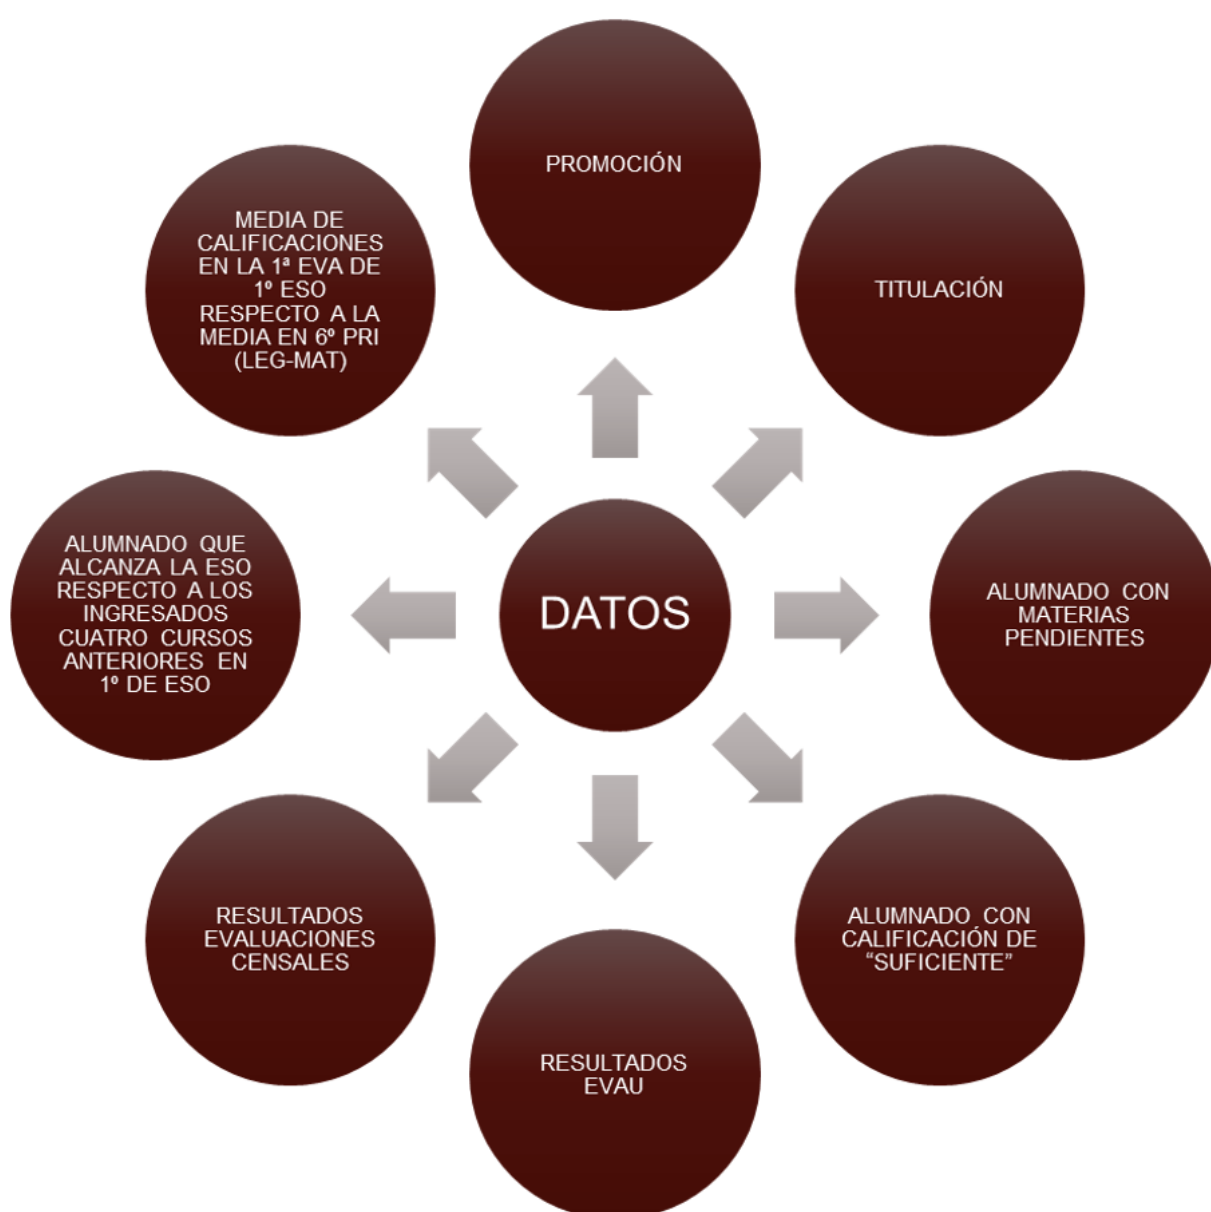 PROMOCIÓN
TITULACIÓN
ALUMNADO CON
MATERIAS
PENDIENTES
ALUMNADO CON
CALIFICACIÓN DE
“SUFICIENTE”
RESULTADOS
EVAU
RESULTADOS
EVALUACIONES
CENSALES
ALUMNADO QUE
ALCANZA LA ESO
RESPECTO A LOS
INGRESADOS
CUATRO CURSOS
ANTERIORES EN
1º DE ESO
MEDIA DE
CALIFICACIONES
EN LA 1ª EVA DE
1º ESO
RESPECTO A LA
MEDIA EN 6º PRI
(LEG-MAT)
DATOS